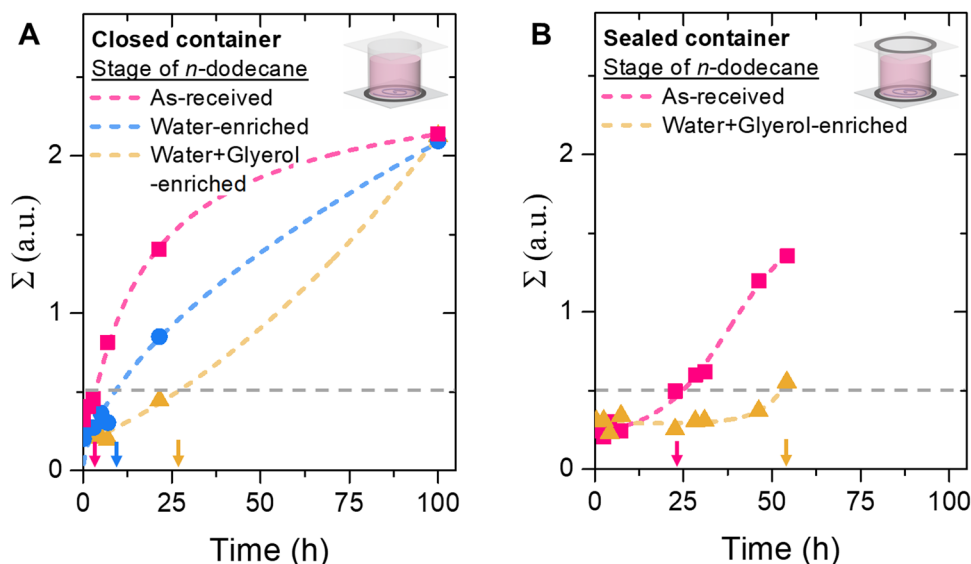 A
Closed container
Stage of n-dodecane
As-received
Water-enriched
Water+Glyerol
-enriched
Σ (a.u.)
2
1
0
0
25
50
75
100
Time (h)
B
Sealed container
Stage of n-dodecane
As-received
Water+Glyerol-enriched
Σ (a.u.)
2
1
0
0
25
50
75
100
Time (h)